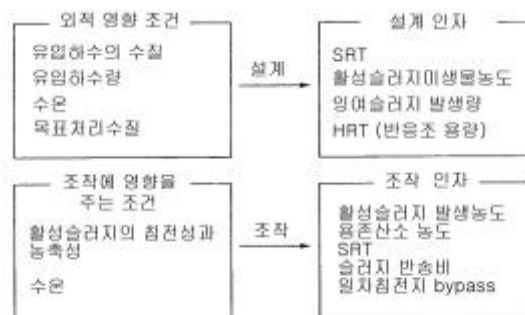 외적 영향 조건
유입하수의 수질
유입하수량
수온
목표처리수질
설계
설계 인자
SRT
활성슬러지미생물농도
잉여슬러지 발생량
HRT (반응조 용량)
조작에 영향을
주는 조건
활성슬러지의 침전성과
농축성
수온
조작
조작 인자
활성슬러지 발생농도
용존산소 농도
SRT
슬러지 반송비
일차침전지 bypass